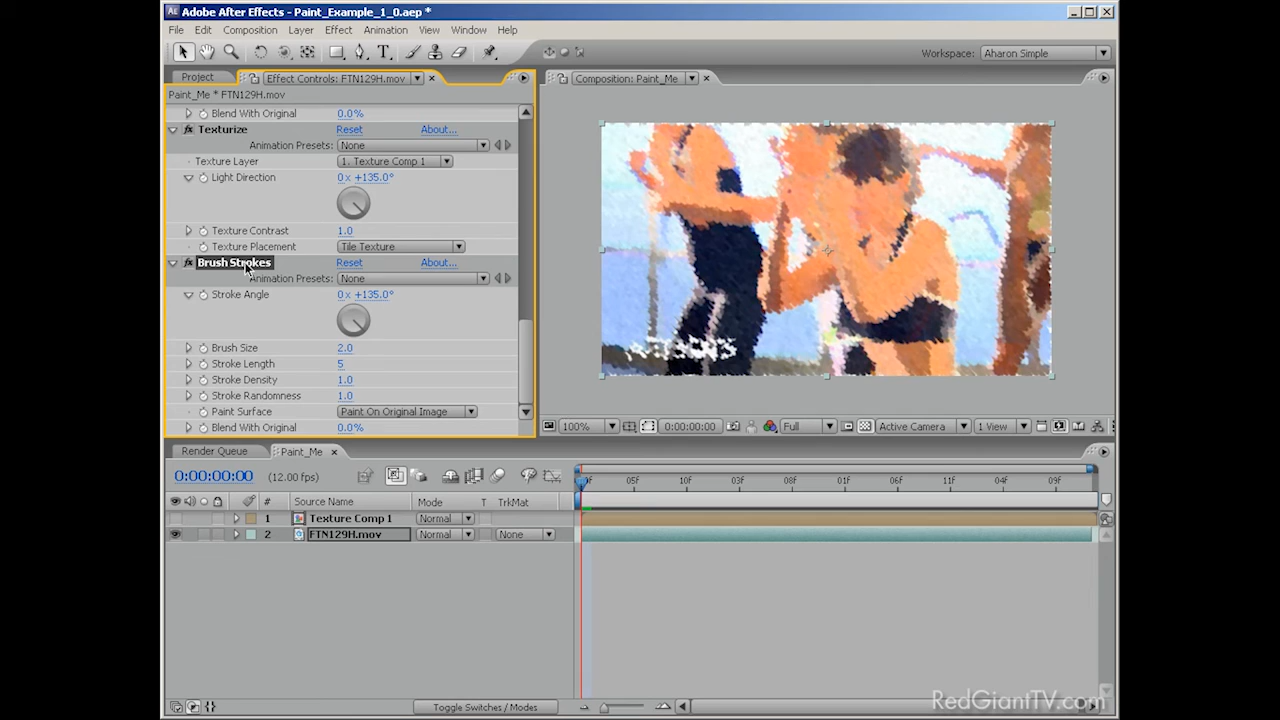 Adobe After Effects - Paint_Example_1_0.aep *
File Edit Composition Layer Effect Animation View Window Help
Workspace: Aharon Simple
Project Effect Controls: FTN129H.mov
Composition: Paint_Me
Paint_Me * FTN129H.mov
Blend With Original 0.0%
Texturize Reset About...
Animation Presets: None
Texture Layer 1. Texture Comp 1
Light Direction 0 x +135.0°
Texture Contrast 1.0
Texture Placement Tile Texture
Brush Strokes Reset About...
Animation Presets: None
Stroke Angle 0 x +135.0°
Brush Size 2.0
Stroke Length 5
Stroke Density 1.0
Stroke Randomness 1.0
Paint Surface Paint On Original Image
Blend With Original 0.0%
100% 0:00:00:00 Full Active Camera 1 View
Render Queue Paint_Me
0:00:00:00 (12.00 fps)
05f 10f 03f 08f 01f 06f 11f 04f 09f
# Source Name Mode T TrkMat
1 Texture Comp 1 Normal
2 FTN129H.mov Normal None
Toggle Switches / Modes
RedGiantTV.com